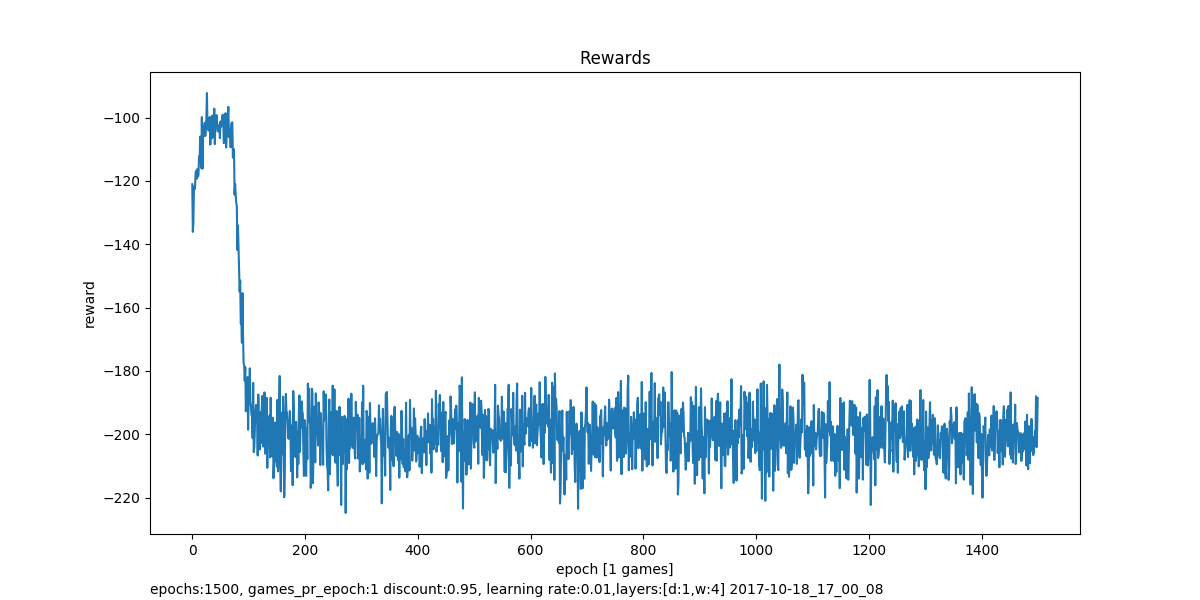 Rewards
−100
−120
−140
−160
−180
−200
−220
reward
0 200 400 600 800 1000 1200 1400
epoch [1 games]
epochs:1500, games_pr_epoch:1 discount:0.95, learning rate:0.01,layers:[d:1,w:4] 2017-10-18_17_00_08